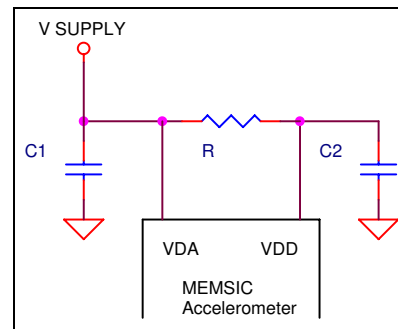 V SUPPLY
C1
R
C2
VDA
VDD
MEMSIC
Accelerometer